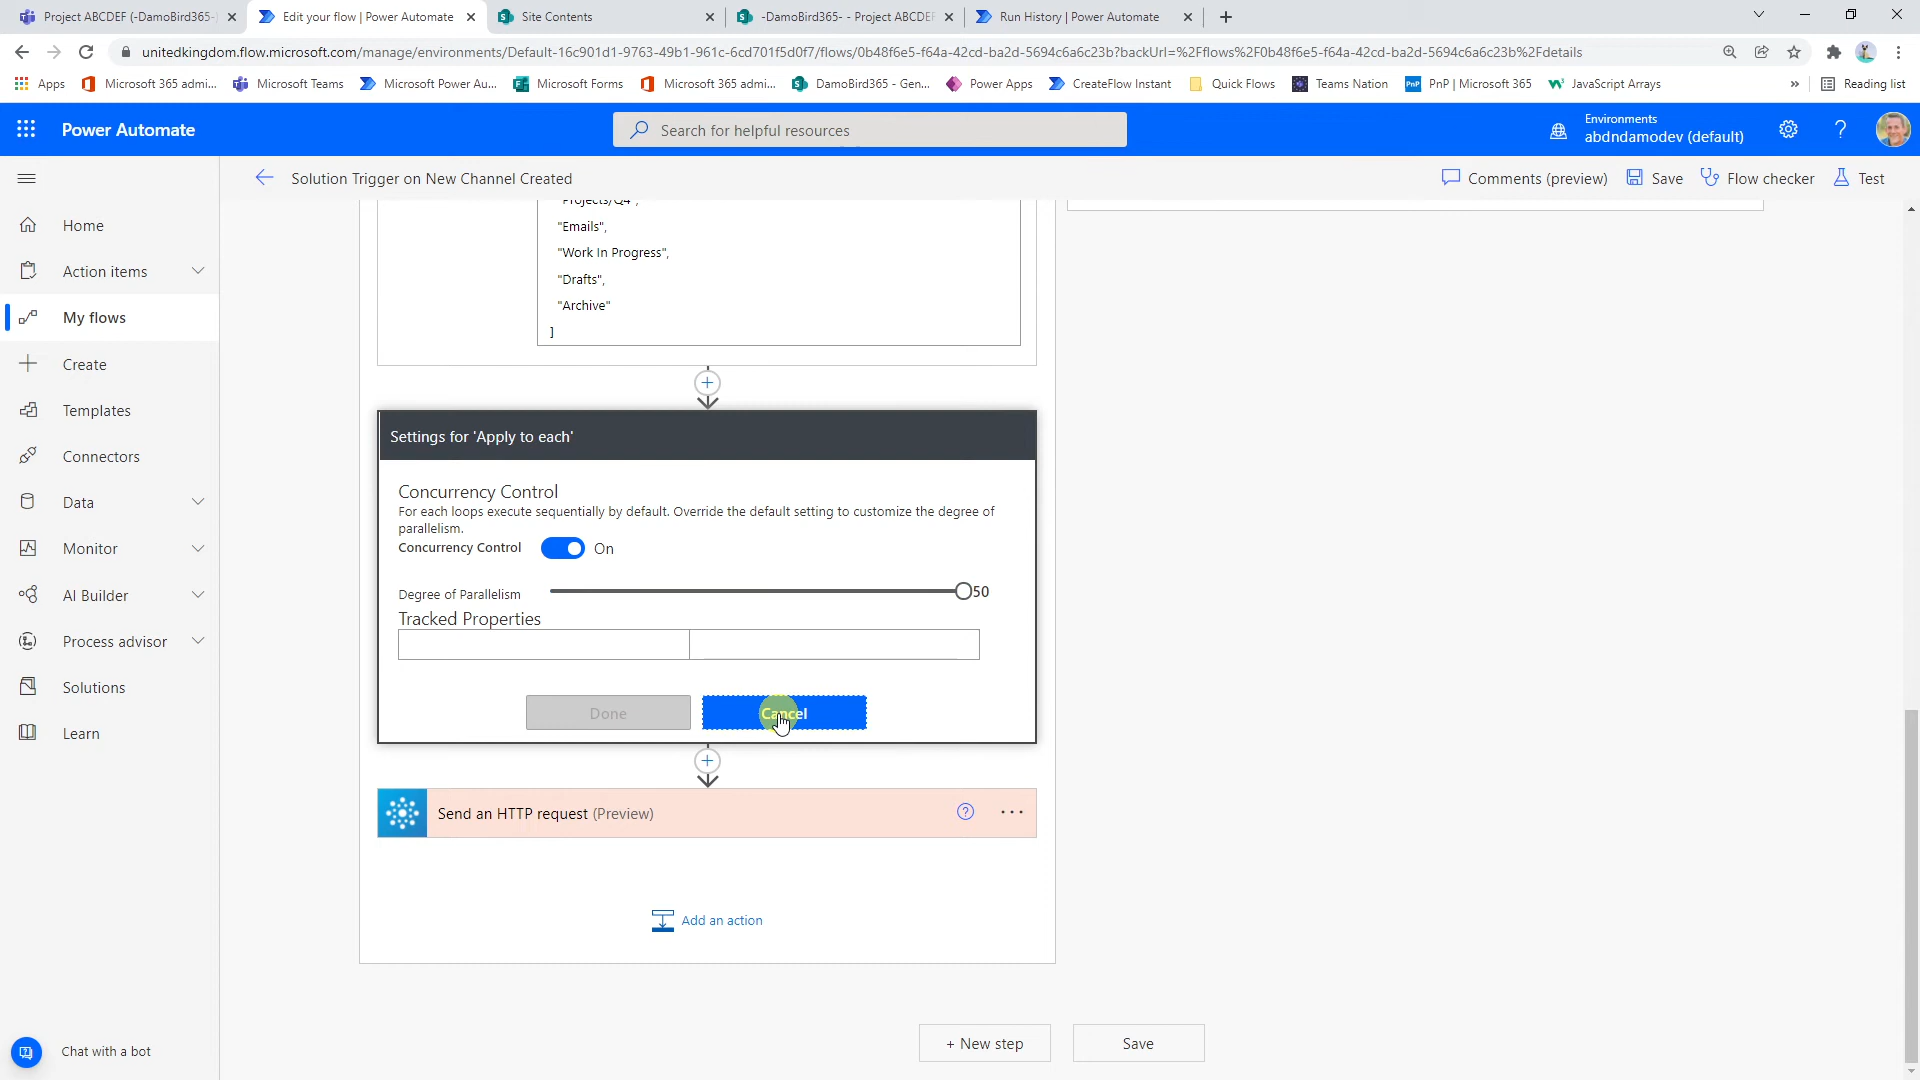 Project ABCDEF (-DamoBird365-
Edit your flow | Power Automate
Site Contents
-DamoBird365- - Project ABCDEF
Run History | Power Automate
unitedkingdom.flow.microsoft.com/manage/environments/Default-16c901d1-9763-49b1-961c-6cd701f5d0f7/flows/0b48f6e5-f64a-42cd-ba2d-5694c6a6c23b?backUrl=%2Fflows%2F0b48f6e5-f64a-42cd-ba2d-5694c6a6c23b%2Fdetails
Apps
Microsoft 365 admi...
Microsoft Teams
Microsoft Power Au...
Microsoft Forms
Microsoft 365 admi...
DamoBird365 - Gen...
Power Apps
CreateFlow Instant
Quick Flows
Teams Nation
PnP | Microsoft 365
JavaScript Arrays
»
Reading list
Power Automate
Search for helpful resources
Environments
abdndamodev (default)
Solution Trigger on New Channel Created
Comments (preview)
Save
Flow checker
Test
Home
Action items
My flows
Create
Templates
Connectors
Data
Monitor
AI Builder
Process advisor
Solutions
Learn
Chat with a bot
"Projects/Q4",
"Emails",
"Work In Progress",
"Drafts",
"Archive"
]
Settings for 'Apply to each'
Concurrency Control
For each loops execute sequentially by default. Override the default setting to customize the degree of
parallelism.
Concurrency Control On
Degree of Parallelism 50
Tracked Properties
Done
Cancel
Send an HTTP request (Preview)
Add an action
+ New step
Save